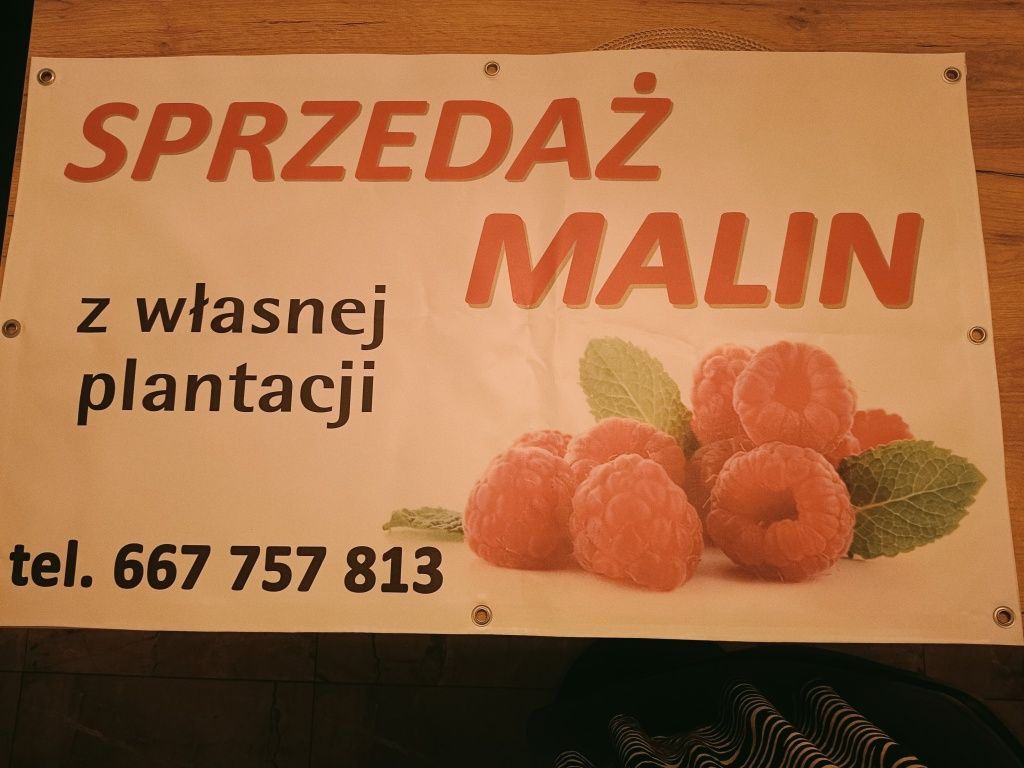 SPRZEDAŻ
MALIN
z własnej
plantacji
tel. 667 757 813